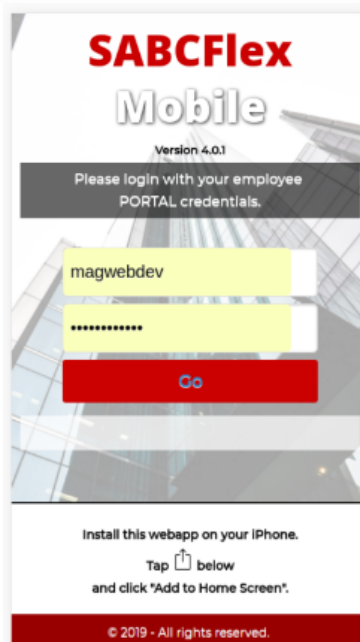 SABCFlex
Mobile
Version 4.0.1
Please login with your employee
PORTAL credentials.
magwebdev
••••••••••••
Go
Install this webapp on your iPhone.
Tap below
and click "Add to Home Screen".
© 2019 - All rights reserved.